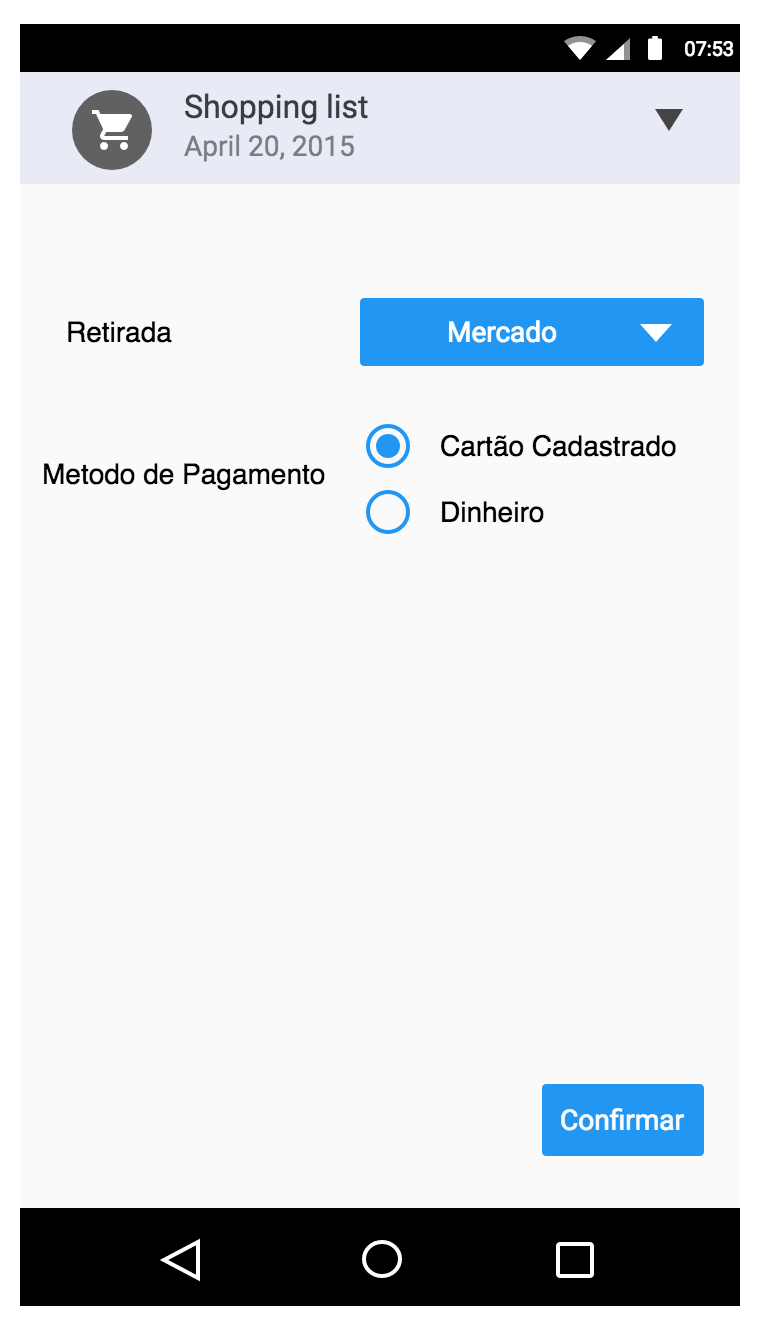 07:53
Shopping list
April 20, 2015
Retirada
Mercado
Cartão Cadastrado
Metodo de Pagamento
Dinheiro
Confirmar